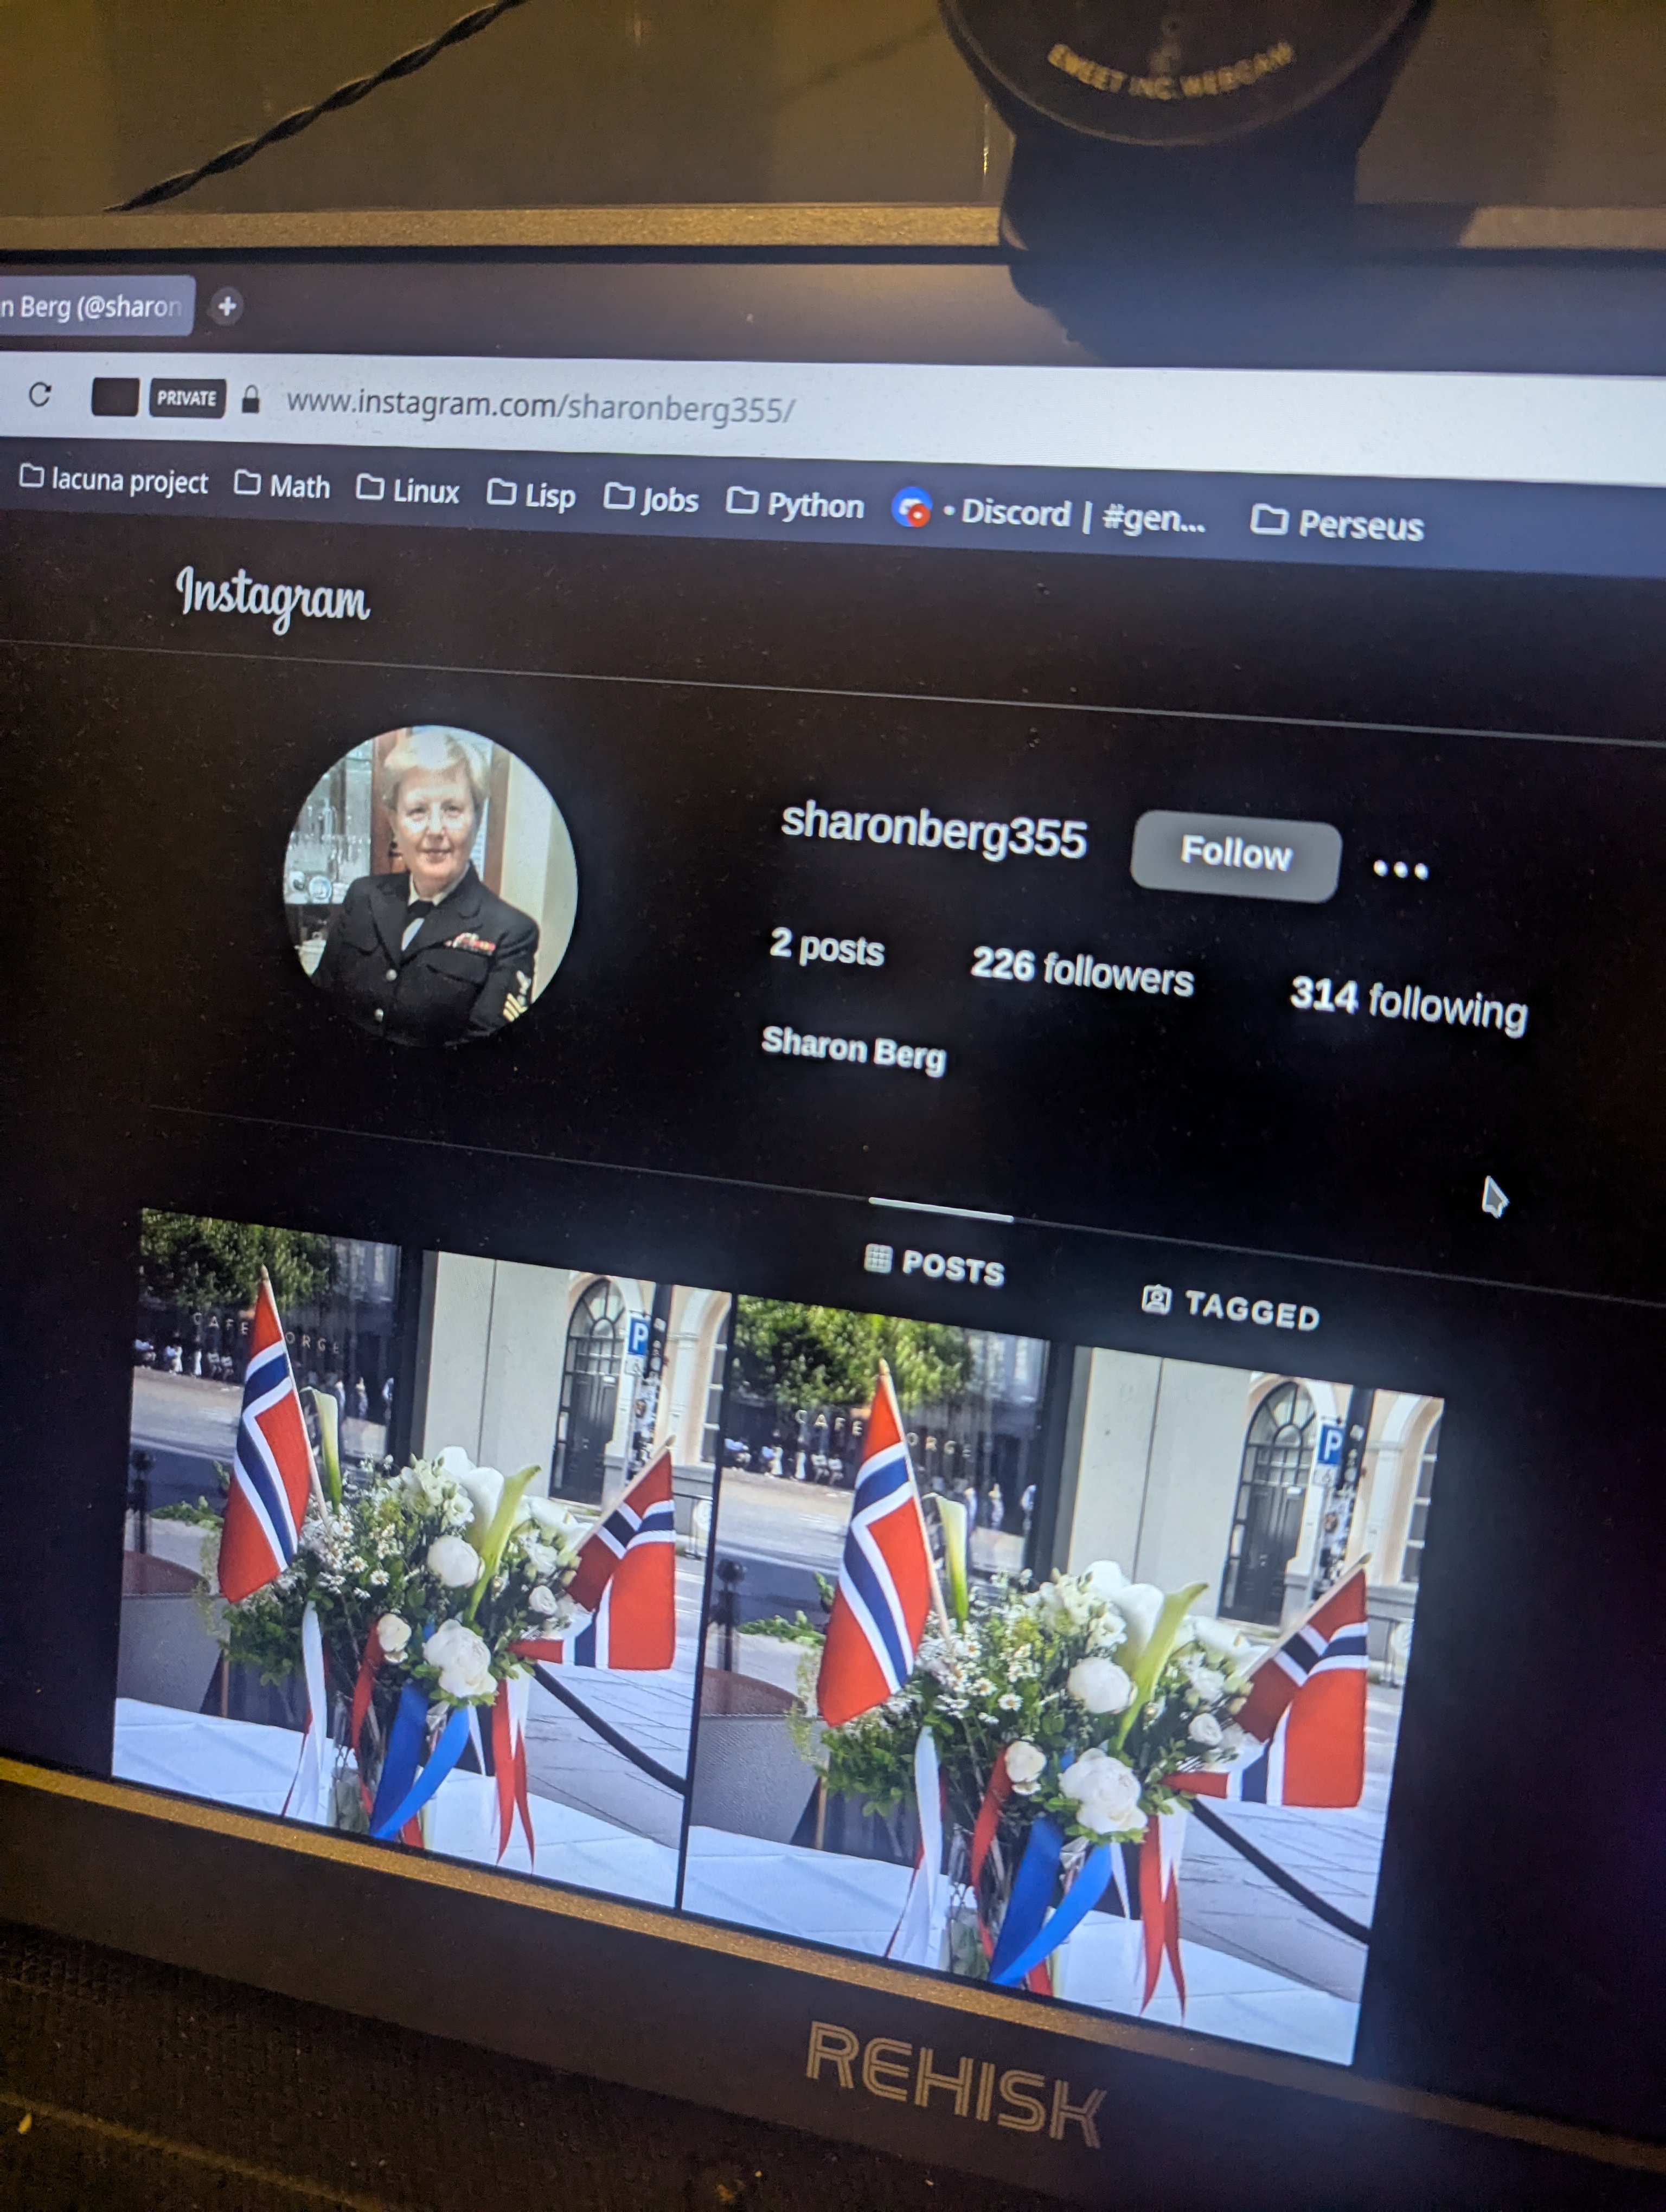 EMEET INC.WEBCAM
n Berg (@sharon
PRIVATE www.instagram.com/sharonberg355/
lacuna project Math Linux Lisp Jobs Python • Discord | #gen... Perseus
Instagram
sharonberg355 Follow
2 posts 226 followers 314 following
Sharon Berg
POSTS TAGGED
CAFE ORGE P
CAFE ORGE P
REHISK